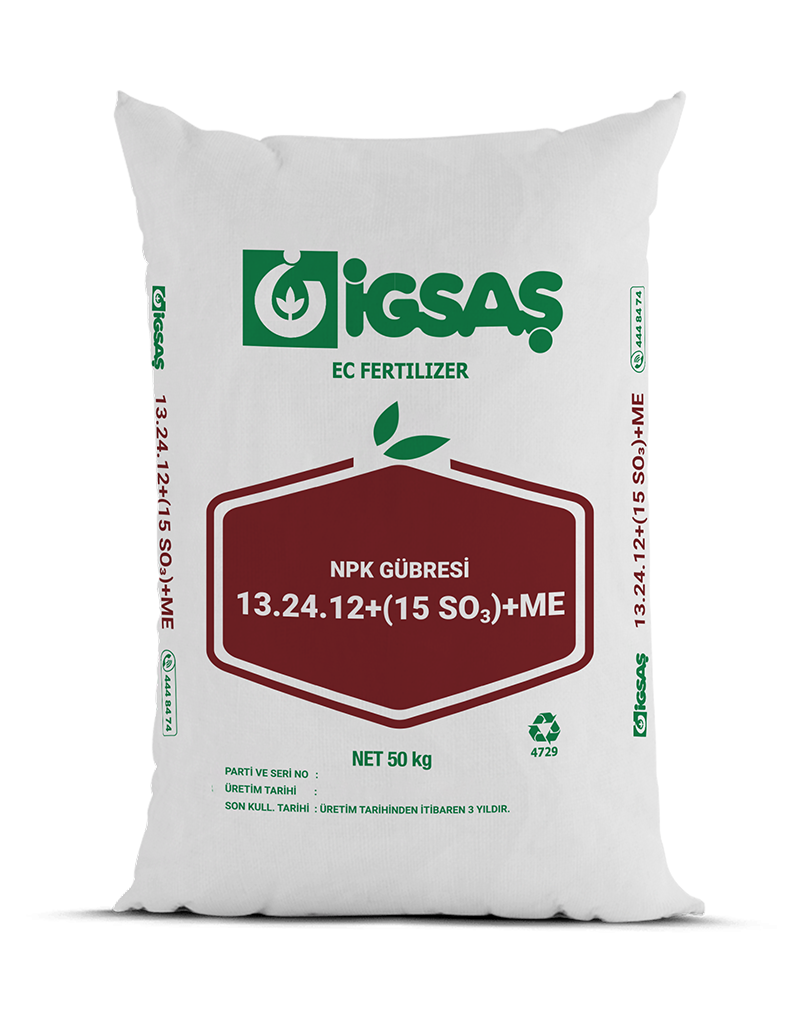 İGSAŞ
EC FERTILIZER
NPK GÜBRESİ
13.24.12+(15 SO₃)+ME
NET 50 kg
4729
PARTİ VE SERİ NO :
ÜRETİM TARİHİ :
SON KULL. TARİHİ : ÜRETİM TARİHİNDEN İTİBAREN 3 YILDIR.
İGSAŞ
13.24.12+(15 SO₃)+ME
444 84 74
444 84 74
13.24.12+(15 SO₃)+ME
İGSAŞ